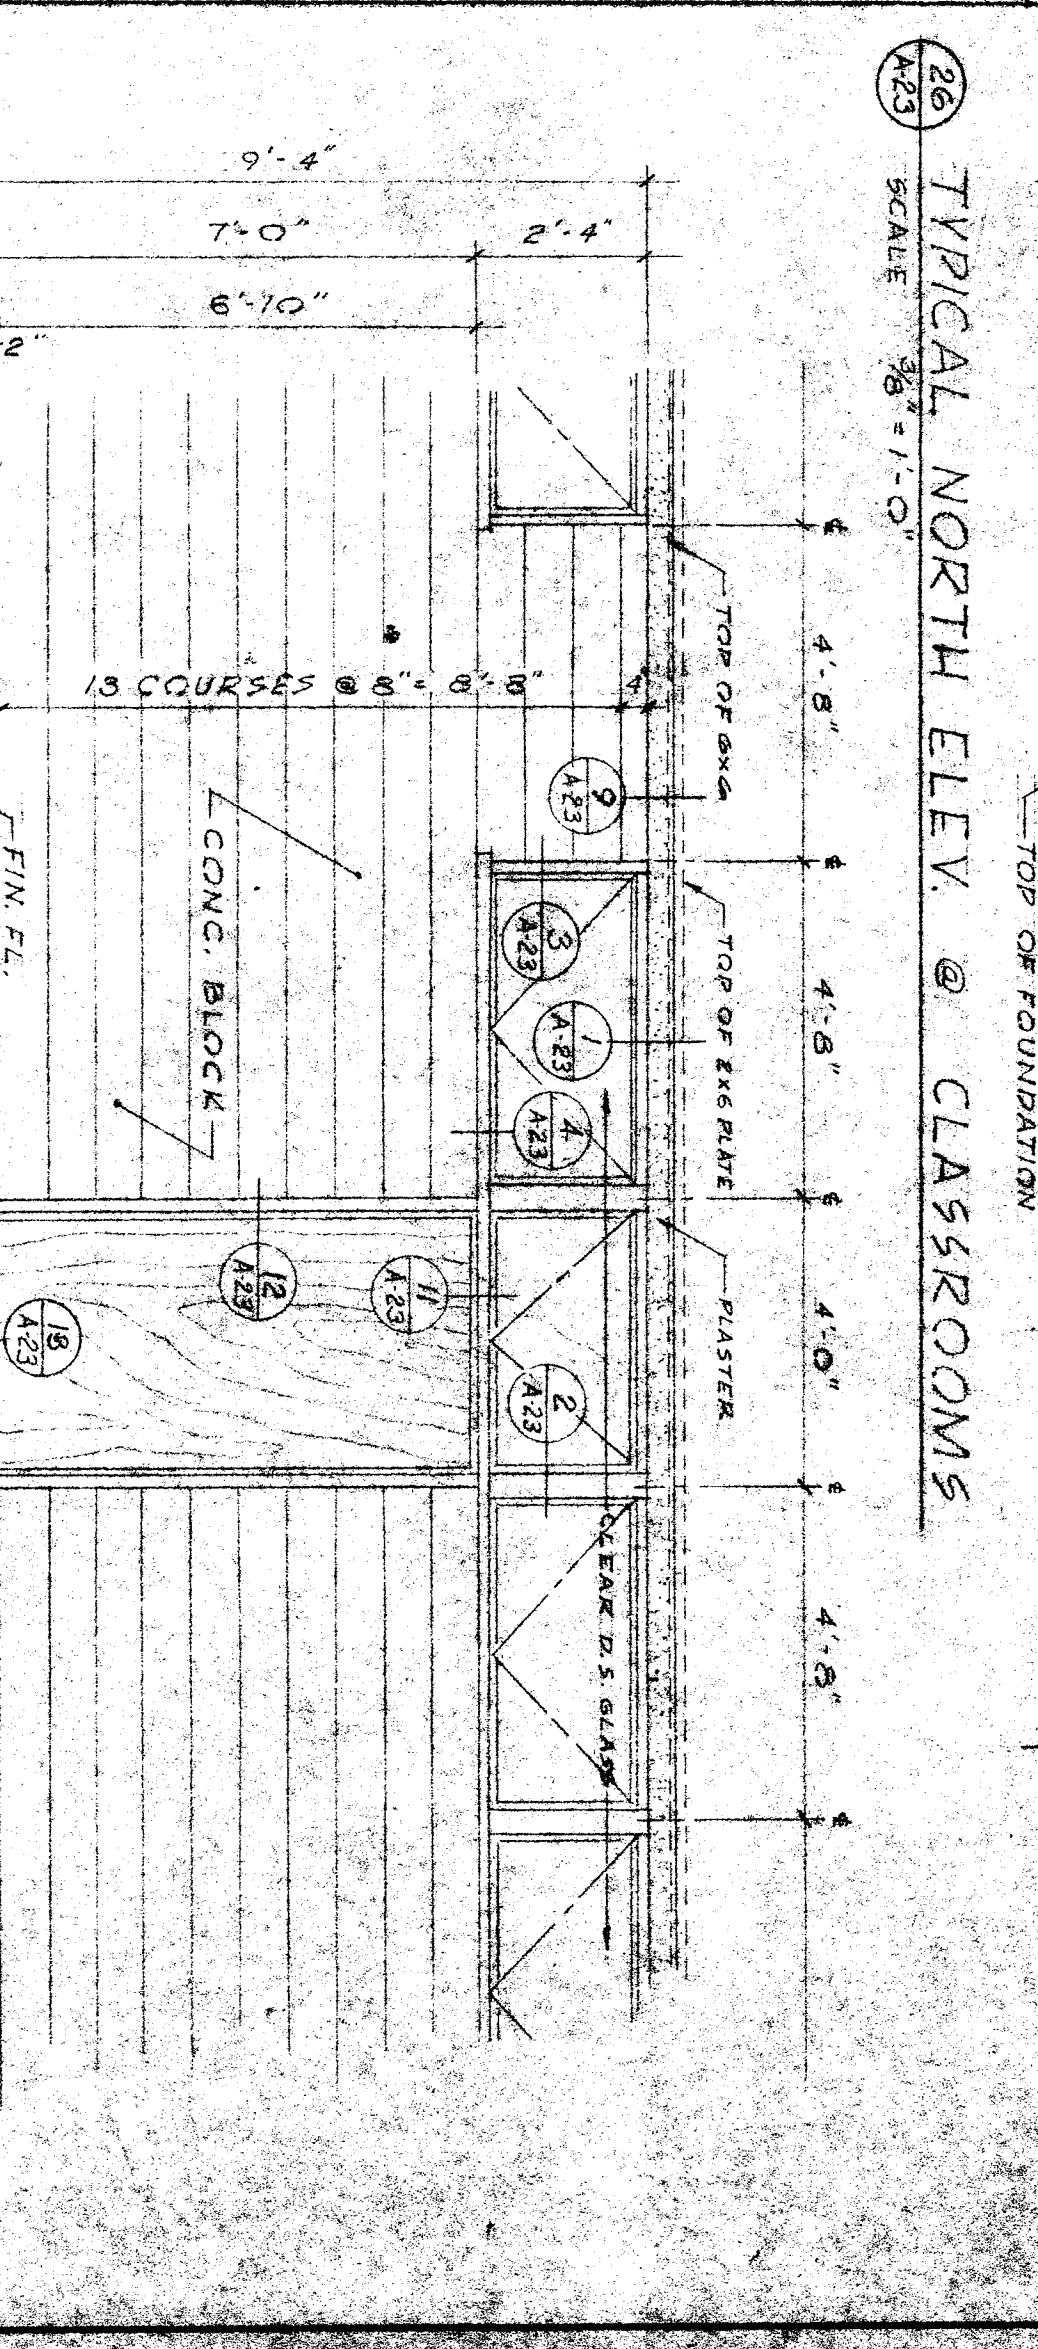 26
A-23
TYPICAL NORTH ELEV. @ CLASSROOMS
SCALE 3/8" = 1'-0"
TOP OF FOUNDATION
4'-8"
4'-8"
4'-0"
4'-8"
TOP OF 6x6
TOP OF 2x6 PLATE
PLASTER
9'-4"
7'-0"
2'-4"
6'-10"
2"
13 COURSES @ 8" = 8'-8"
4"
9
A-23
3
A-23
1
A-23
4
A-23
2
A-23
CLEAR D.S. GLASS
11
A-23
12
A-23
A-23
CONC. BLOCK
FIN. FL.